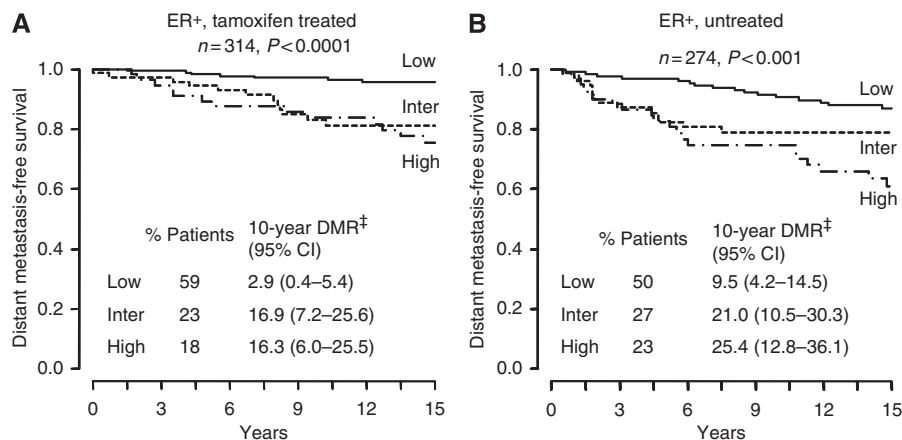 A
ER+, tamoxifen treated
n=314, P<0.0001
Distant metastasis-free survival
1.0
0.8
0.6
0.4
0.2
0.0
Low
Inter
High
% Patients 10-year DMR‡
(95% CI)
Low 59 2.9 (0.4–5.4)
Inter 23 16.9 (7.2–25.6)
High 18 16.3 (6.0–25.5)
0 3 6 9 12 15
Years
B
ER+, untreated
n=274, P<0.001
Distant metastasis-free survival
1.0
0.8
0.6
0.4
0.2
0.0
Low
Inter
High
% Patients 10-year DMR‡
(95% CI)
Low 50 9.5 (4.2–14.5)
Inter 27 21.0 (10.5–30.3)
High 23 25.4 (12.8–36.1)
0 3 6 9 12 15
Years